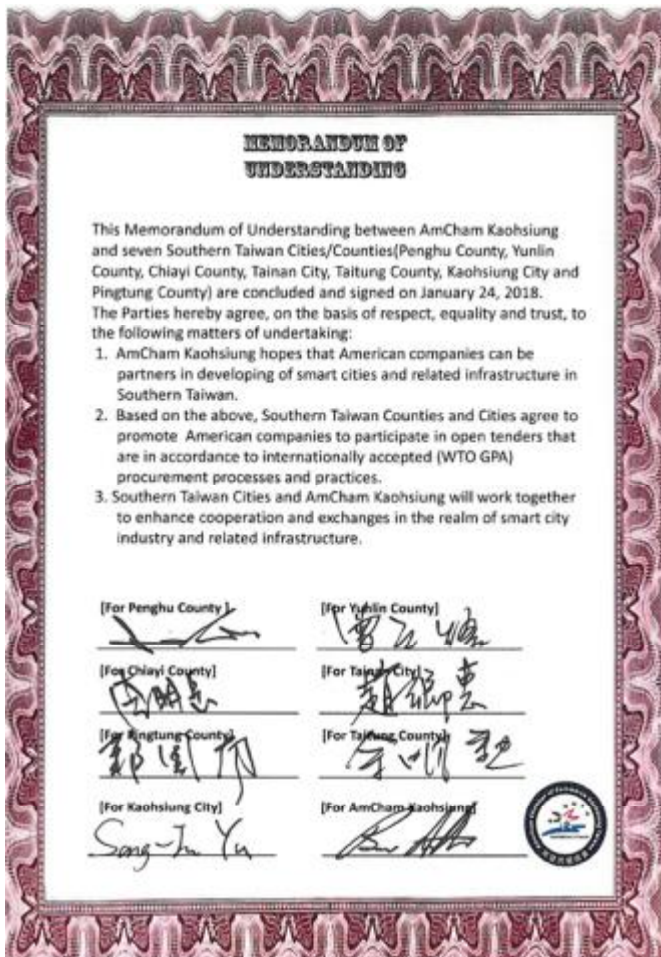 MEMORANDUM OF
UNDERSTANDING
This Memorandum of Understanding between AmCham Kaohsiung
and seven Southern Taiwan Cities/Counties(Penghu County, Yunlin
County, Chiayi County, Tainan City, Taitung County, Kaohsiung City and
Pingtung County) are concluded and signed on January 24, 2018.
The Parties hereby agree, on the basis of respect, equality and trust, to
the following matters of undertaking:
1. AmCham Kaohsiung hopes that American companies can be
partners in developing of smart cities and related infrastructure in
Southern Taiwan.
2. Based on the above, Southern Taiwan Counties and Cities agree to
promote American companies to participate in open tenders that
are in accordance to internationally accepted (WTO GPA)
procurement processes and practices.
3. Southern Taiwan Cities and AmCham Kaohsiung will work together
to enhance cooperation and exchanges in the realm of smart city
industry and related infrastructure.
[For Penghu County] [For Yunlin County]
[For Chiayi County] [For Tainan City]
[For Pingtung County] [For Taitung County]
[For Kaohsiung City] [For AmCham Kaohsiung]
Song-Ju Yu